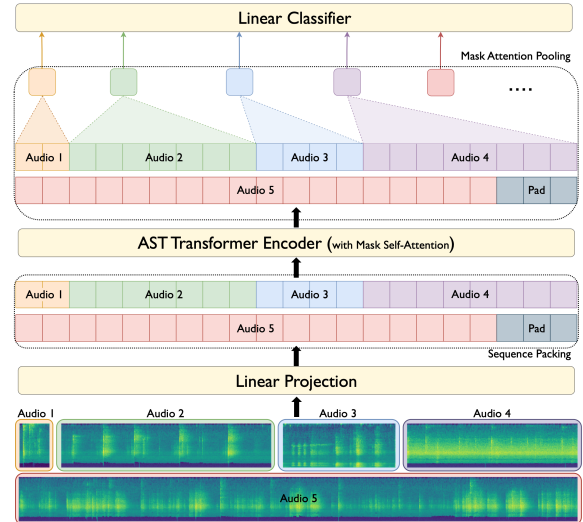 Linear Classifier
Mask Attention Pooling
....
Audio 1 Audio 2 Audio 3 Audio 4
Audio 5 Pad
AST Transformer Encoder (with Mask Self-Attention)
Audio 1 Audio 2 Audio 3 Audio 4
Audio 5 Pad
Sequence Packing
Linear Projection
Audio 1 Audio 2 Audio 3 Audio 4
Audio 5